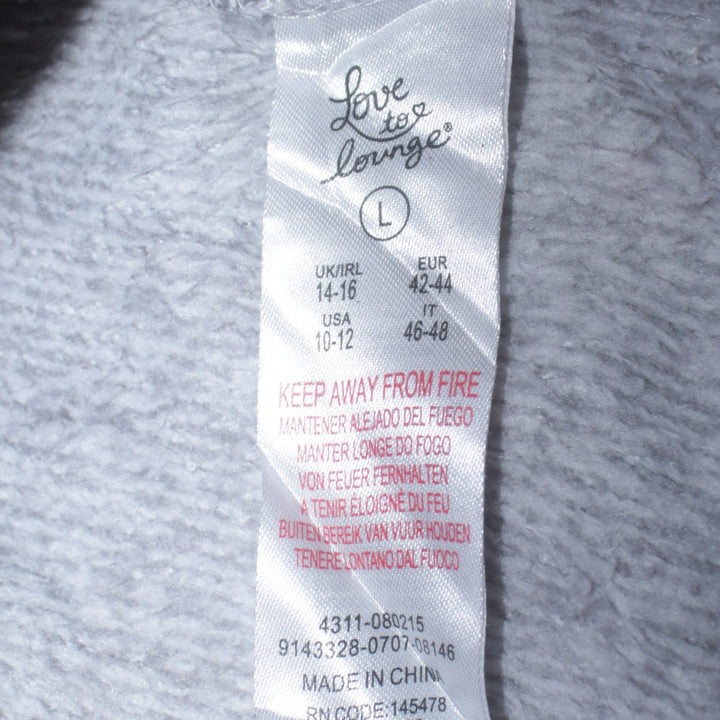 Love
to
lounge®
L
UK/IRL EUR
14-16 42-44
USA IT
10-12 46-48
KEEP AWAY FROM FIRE
MANTENER ALEJADO DEL FUEGO
MANTER LONGE DO FOGO
VON FEUER FERNHALTEN
A TENIR ÉLOIGNÉ DU FEU
BUITEN BEREIK VAN VUUR HOUDEN
TENERE LONTANO DAL FUOCO
4311-080215
9143328-0707-08146
MADE IN CHINA
RN CODE:145478